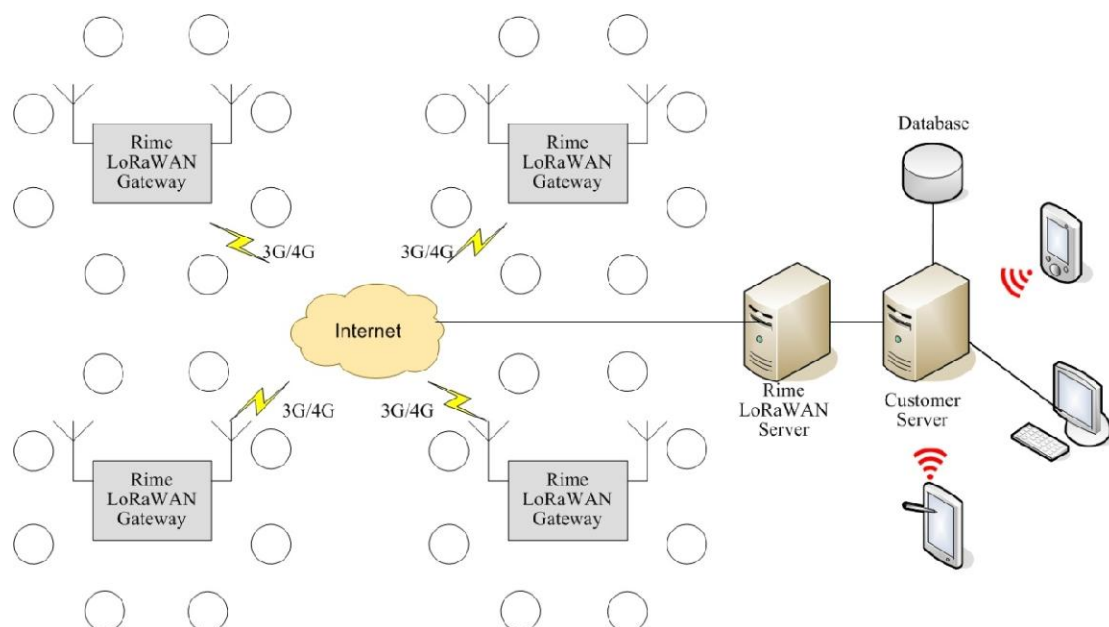 Rime
LoRaWAN
Gateway
Rime
LoRaWAN
Gateway
Database
3G/4G
3G/4G
Internet
Rime
LoRaWAN
Server
Customer
Server
3G/4G
3G/4G
Rime
LoRaWAN
Gateway
Rime
LoRaWAN
Gateway